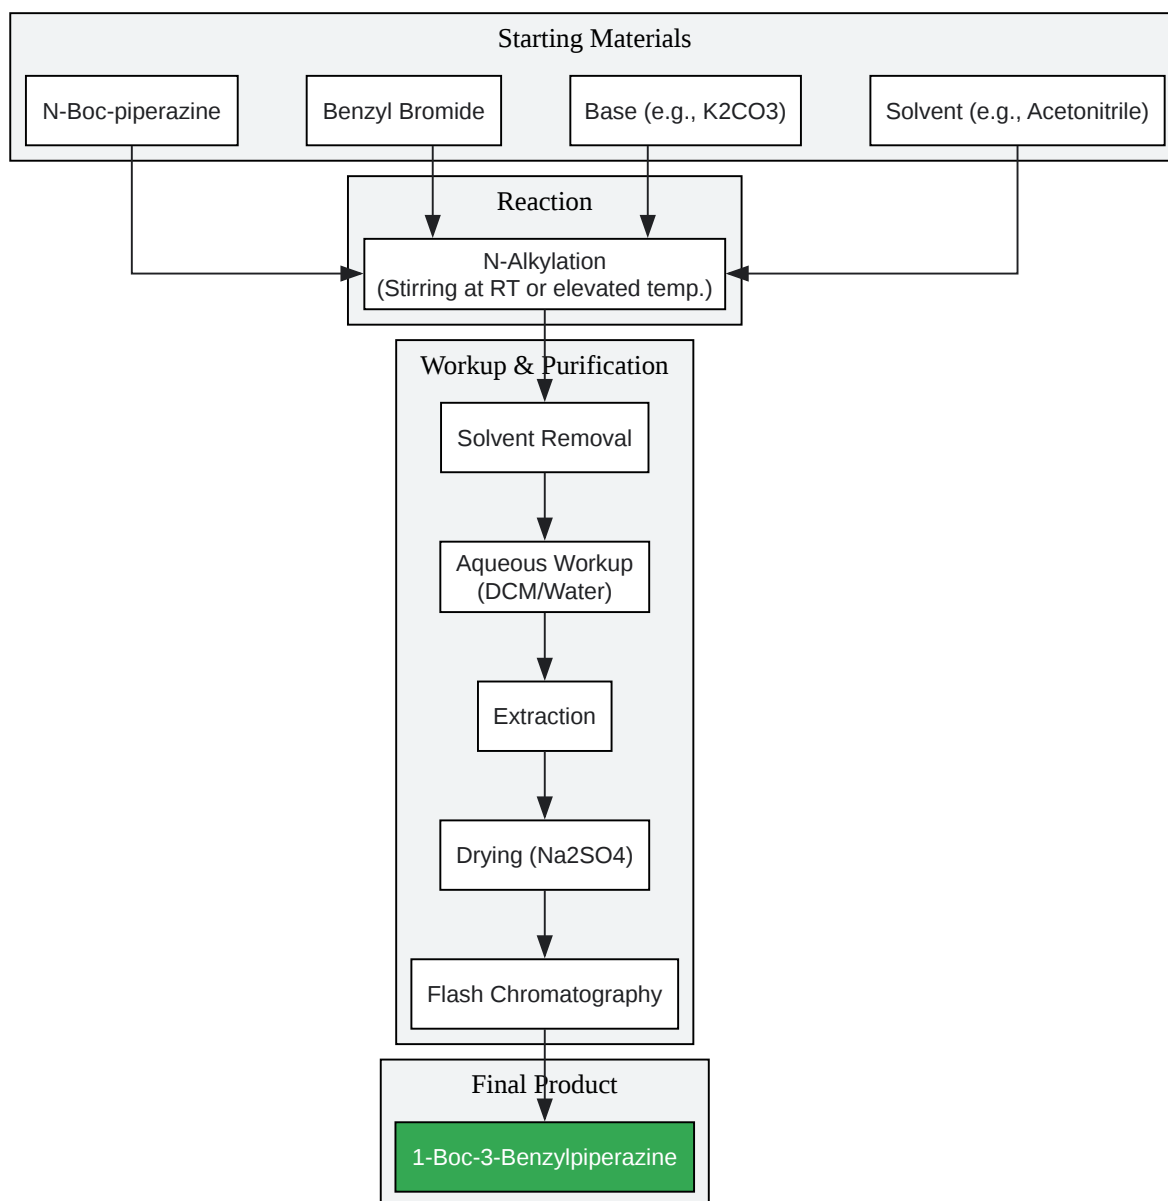 Starting Materials
N-Boc-piperazine
Benzyl Bromide
Base (e.g., K2CO3)
Solvent (e.g., Acetonitrile)
Reaction
N-Alkylation
(Stirring at RT or elevated temp.)
Workup & Purification
Solvent Removal
Aqueous Workup
(DCM/Water)
Extraction
Drying (Na2SO4)
Flash Chromatography
Final Product
1-Boc-3-Benzylpiperazine